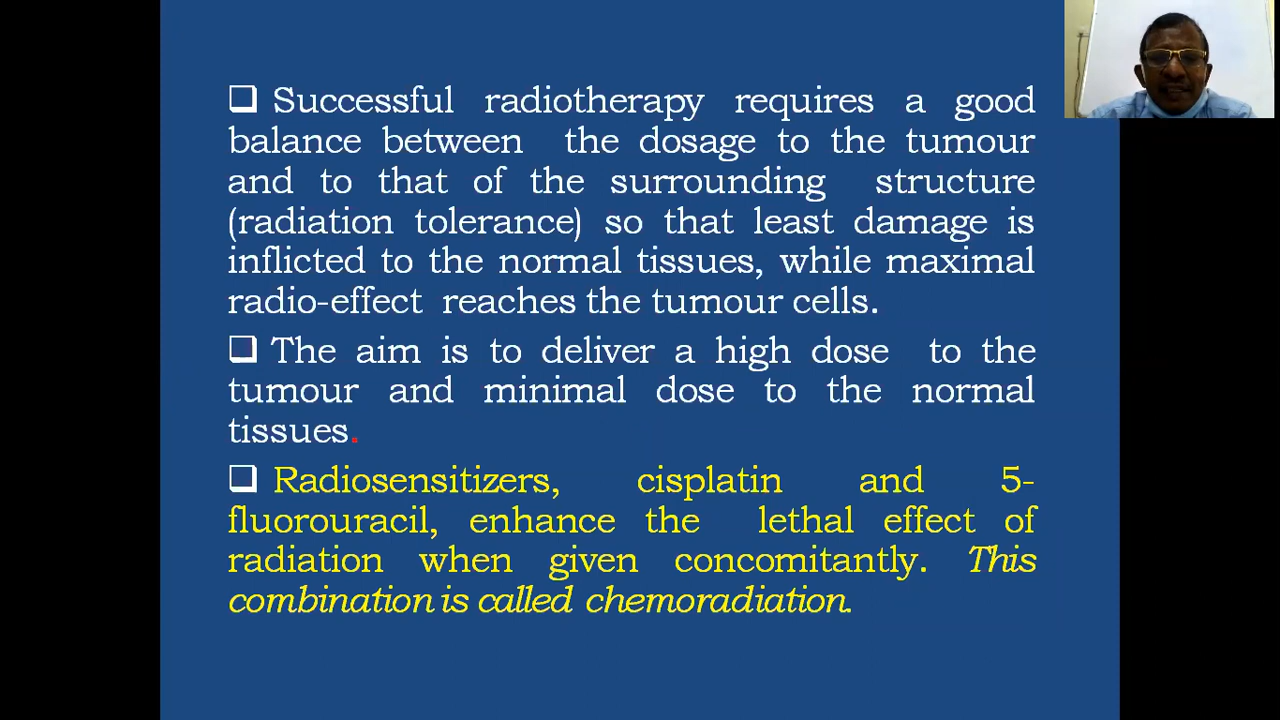 ❑ Successful radiotherapy requires a good
balance between the dosage to the tumour
and to that of the surrounding structure
(radiation tolerance) so that least damage is
inflicted to the normal tissues, while maximal
radio-effect reaches the tumour cells.
❑ The aim is to deliver a high dose to the
tumour and minimal dose to the normal
tissues.
❑ Radiosensitizers, cisplatin and 5-
fluorouracil, enhance the lethal effect of
radiation when given concomitantly. This
combination is called chemoradiation.